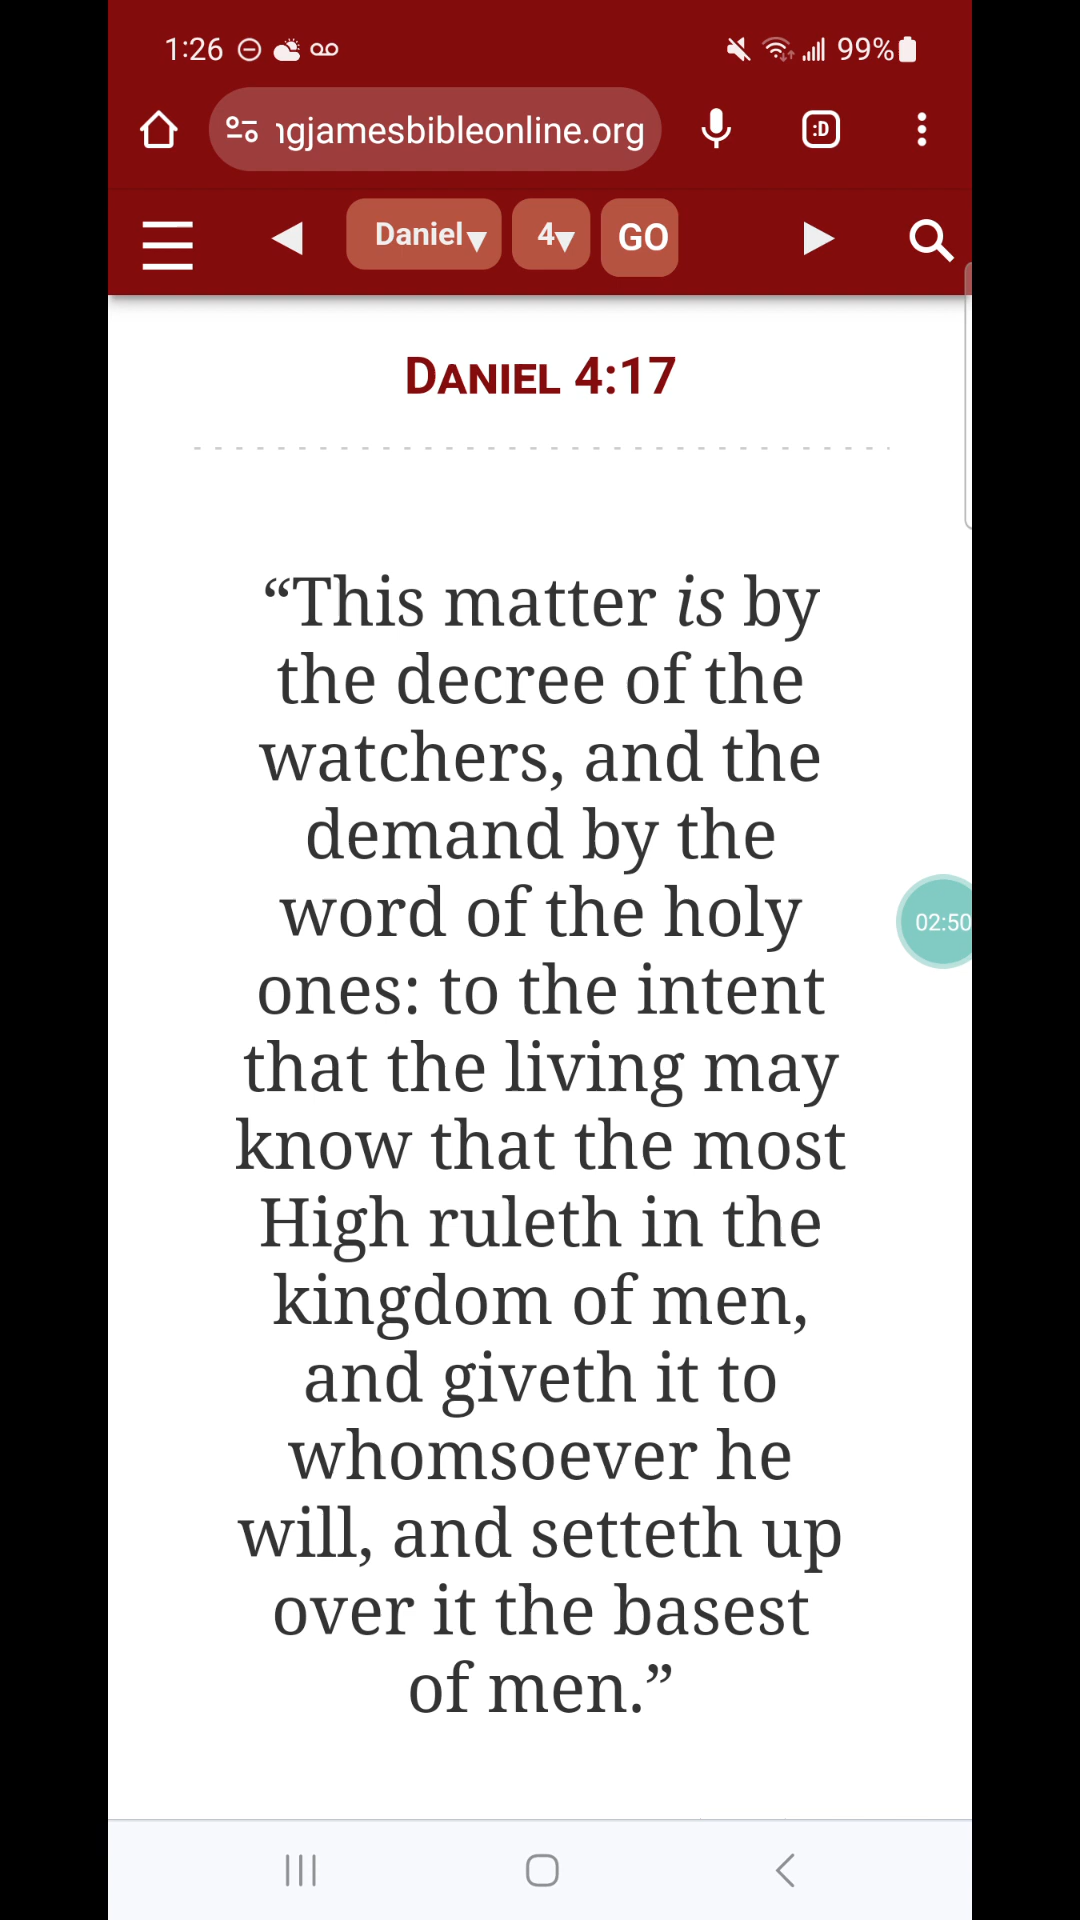 1:26
99%
ngjamesbibleonline.org
:D
Daniel
4
GO
DANIEL 4:17
“This matter is by
the decree of the
watchers, and the
demand by the
word of the holy
ones: to the intent
that the living may
know that the most
High ruleth in the
kingdom of men,
and giveth it to
whomsoever he
will, and setteth up
over it the basest
of men.”
02:50